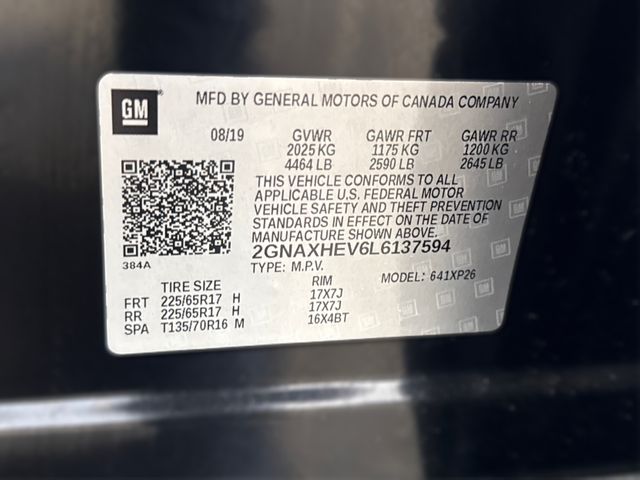 GM
MFD BY GENERAL MOTORS OF CANADA COMPANY
08/19 GVWR GAWR FRT GAWR RR
2025 KG 1175 KG 1200 KG
4464 LB 2590 LB 2645 LB
THIS VEHICLE CONFORMS TO ALL
APPLICABLE U.S. FEDERAL MOTOR
VEHICLE SAFETY AND THEFT PREVENTION
STANDARDS IN EFFECT ON THE DATE OF
MANUFACTURE SHOWN ABOVE.
2GNAXHEV6L6137594
384A
TYPE: M.P.V. MODEL: 641XP26
TIRE SIZE RIM
FRT 225/65R17 H 17X7J
RR 225/65R17 H 17X7J
SPA T135/70R16 M 16X4BT